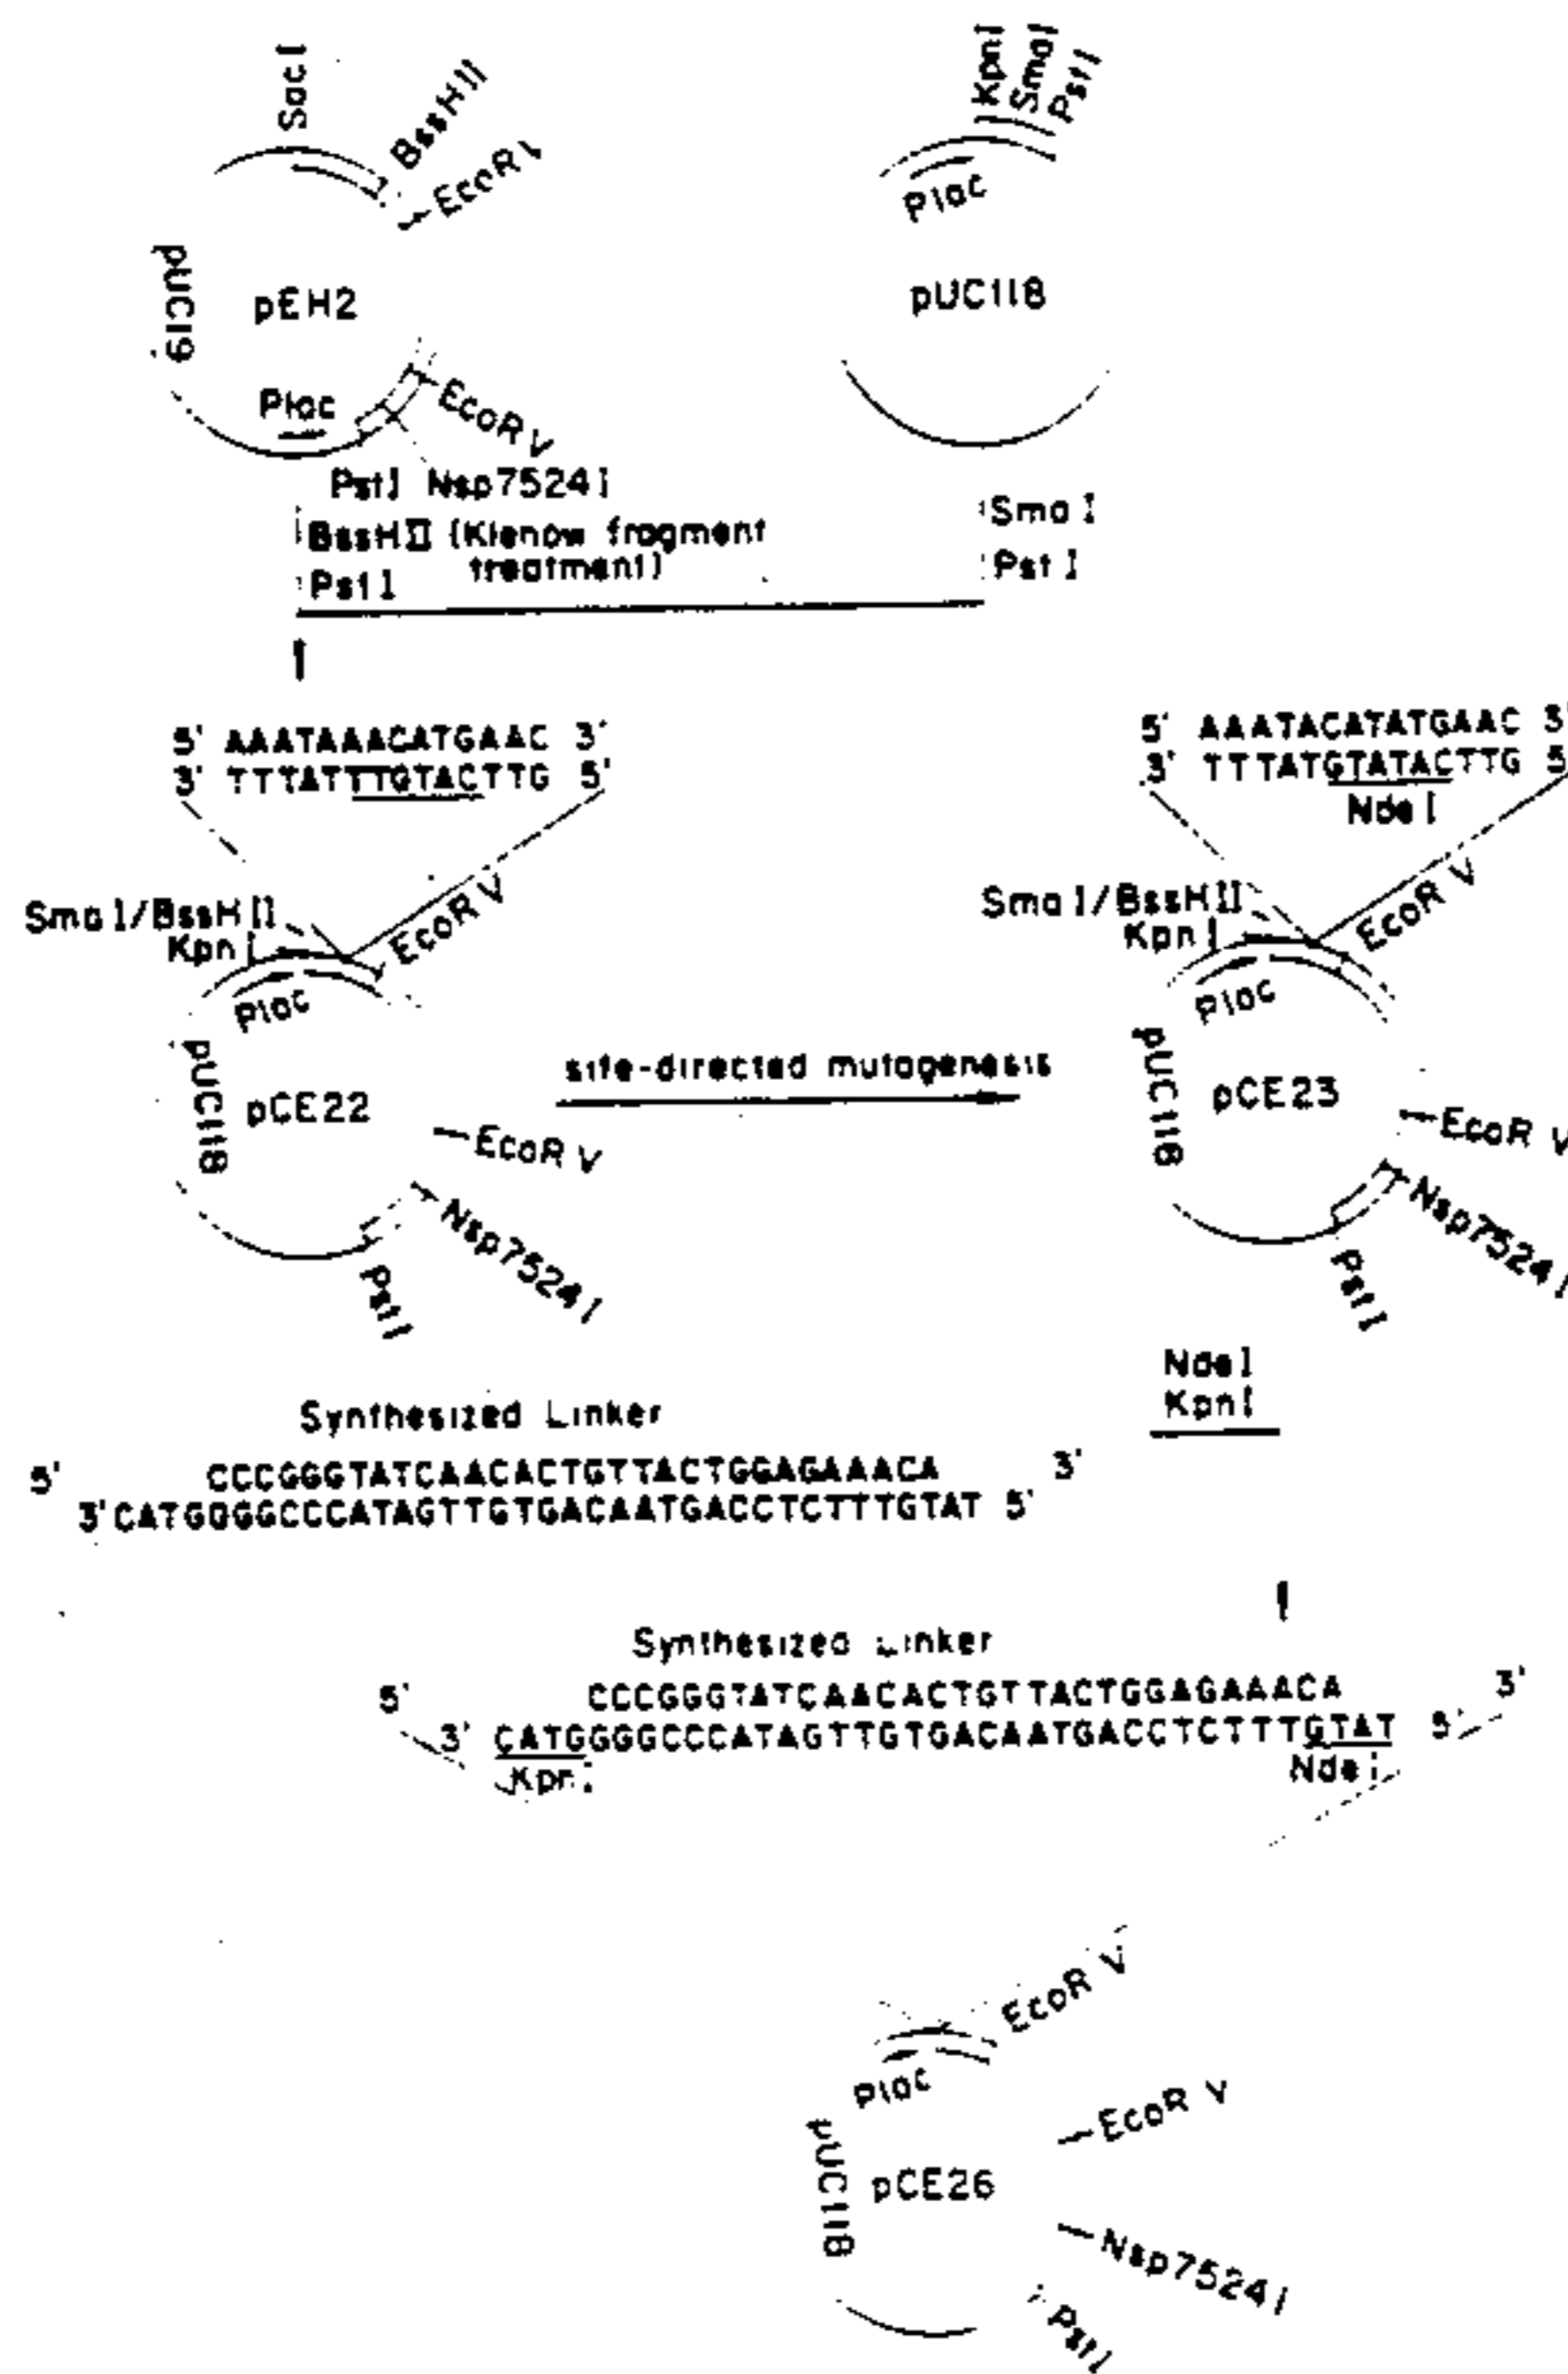 SacI
BssHII
EcoRI
pUC19
pEH2
Plac
EcoRV
PstI Nsp7524I
KpnI
SmaI
PstI
Plac
pUC118
BssHII (Klenow fragment
treatment)
PstI
SmaI
PstI
5' AAATAAACATGAAC 3'
3' TTTATTTGTACTTG 5'
5' AAATACATATGAAC 3'
3' TTTATGTATACTTG 5'
NdeI
SmaI/BssHII
KpnI
EcoRV
Plac
pUC118
pCE22
EcoRV
Nsp7524I
PstI
site-directed mutagenesis
SmaI/BssHII
KpnI
EcoRV
Plac
pUC118
pCE23
EcoRV
Nsp7524I
PstI
NdeI
KpnI
Synthesized Linker
5' CCCGGGTATCAACACTGTTACTGGAGAAACA 3'
3' CATGGGGCCCATAGTTGTGACAATGACCTCTTTGTAT 5'
Synthesized Linker
5' CCCGGGTATCAACACTGTTACTGGAGAAACA 3'
3' CATGGGGCCCATAGTTGTGACAATGACCTCTTTGTAT 5'
KpnI
NdeI
EcoRV
Plac
pUC118
pCE26
EcoRV
Nsp7524I
PstI